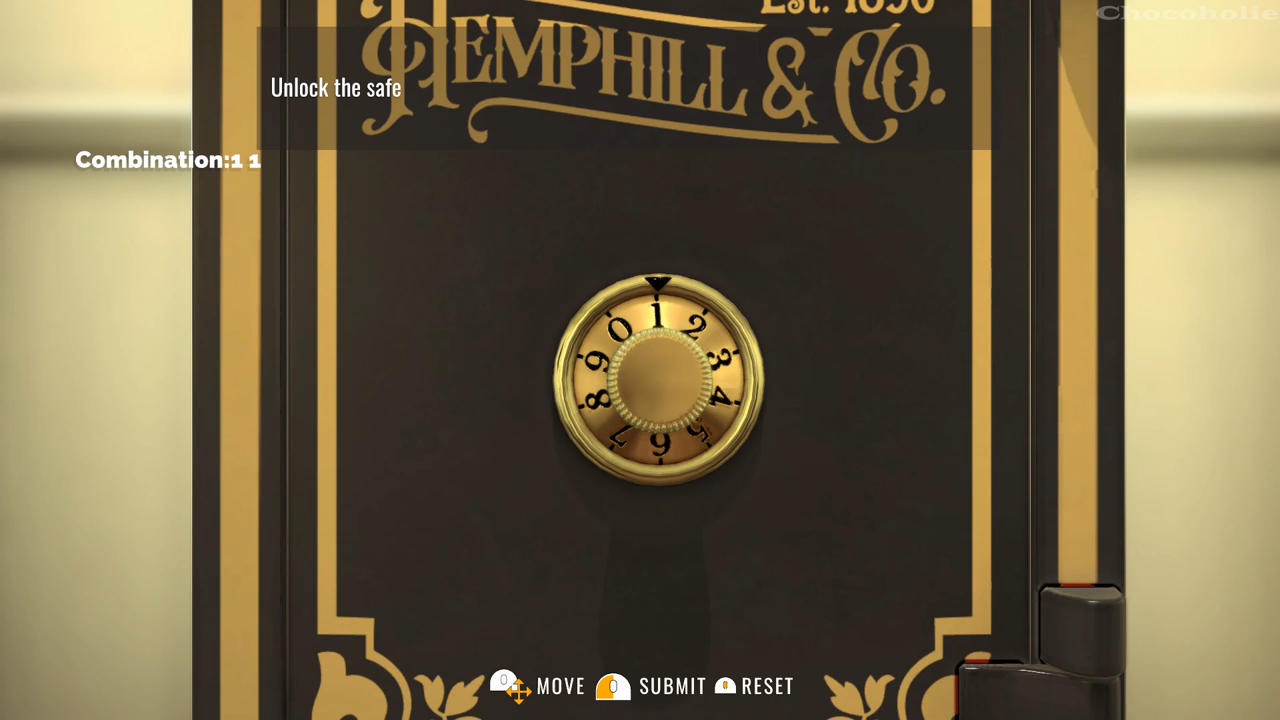 Est. 1890
Chocoholic
HEMPHILL & CO.
Unlock the safe
Combination:1 1
0 1 2 3 4 5 6 7 8 9
MOVE SUBMIT RESET